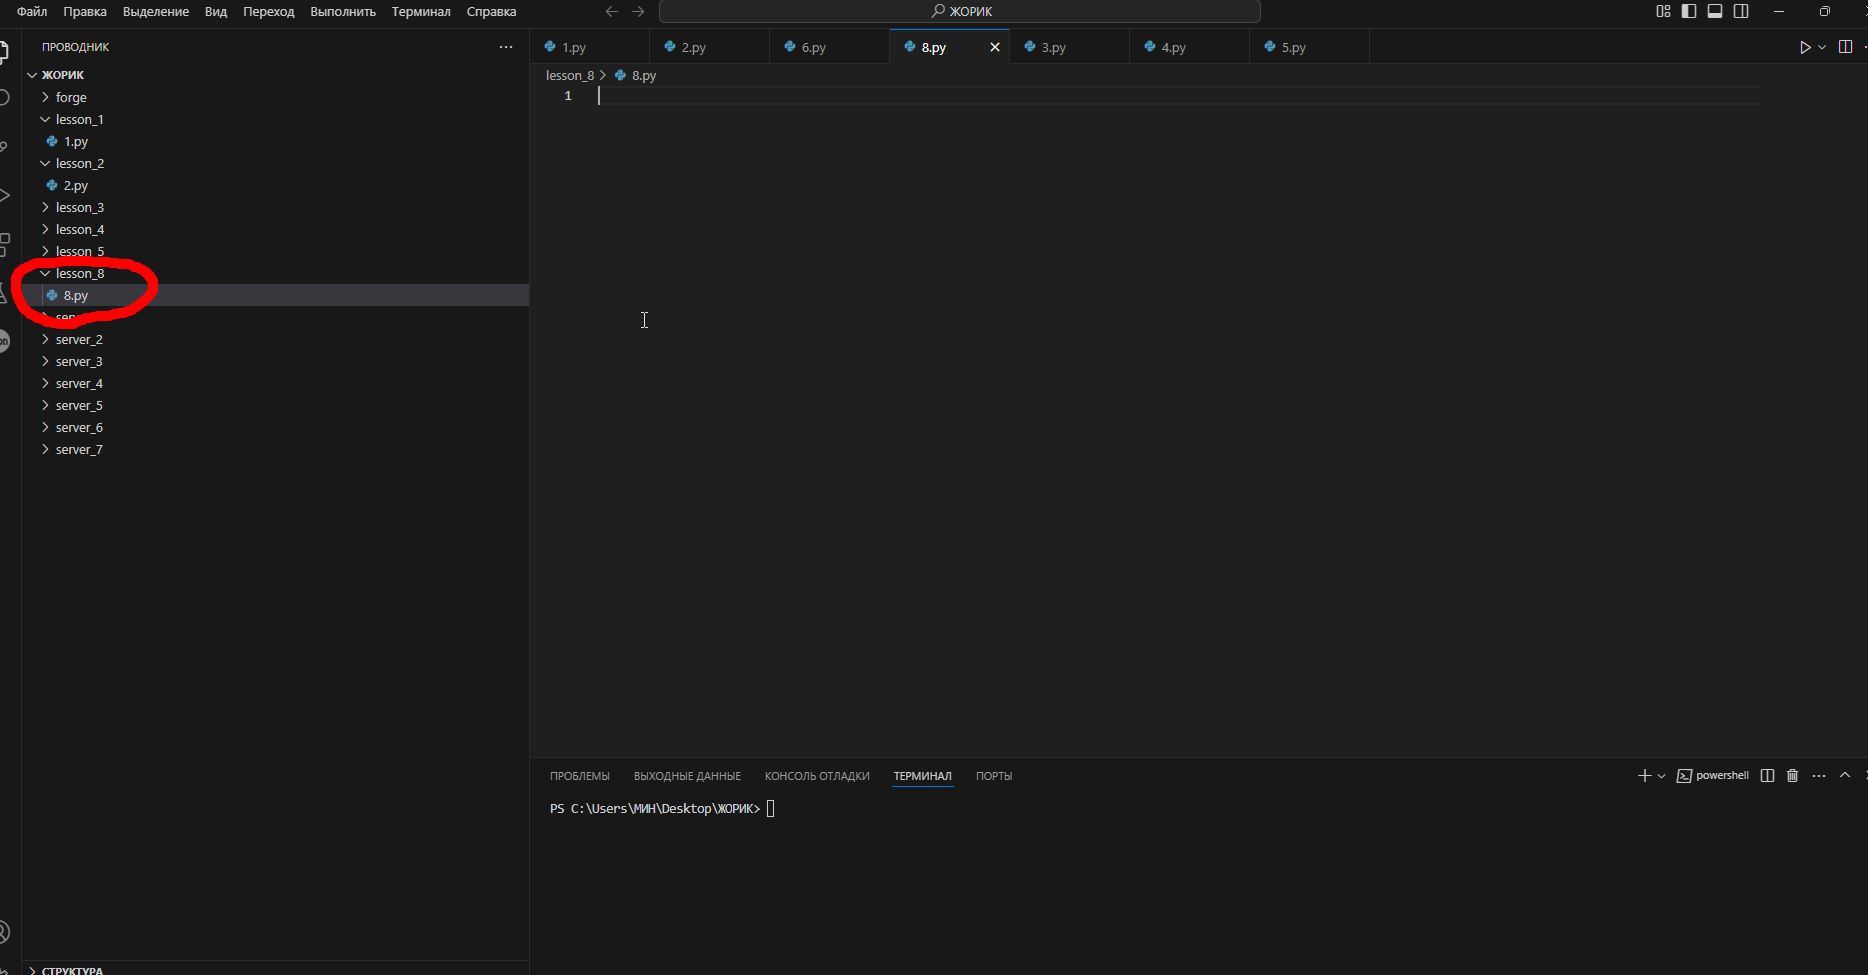 Файл Правка Выделение Вид Переход Выполнить Терминал Справка
ЖОРИК
ПРОВОДНИК
ЖОРИК
forge
lesson_1
1.py
lesson_2
2.py
lesson_3
lesson_4
lesson_5
lesson_8
8.py
server_2
server_3
server_4
server_5
server_6
server_7
СТРУКТУРА
1.py 2.py 6.py 8.py 3.py 4.py 5.py
lesson_8 > 8.py
1
ПРОБЛЕМЫ ВЫХОДНЫЕ ДАННЫЕ КОНСОЛЬ ОТЛАДКИ ТЕРМИНАЛ ПОРТЫ
powershell
PS C:\Users\МИН\Desktop\ЖОРИК>